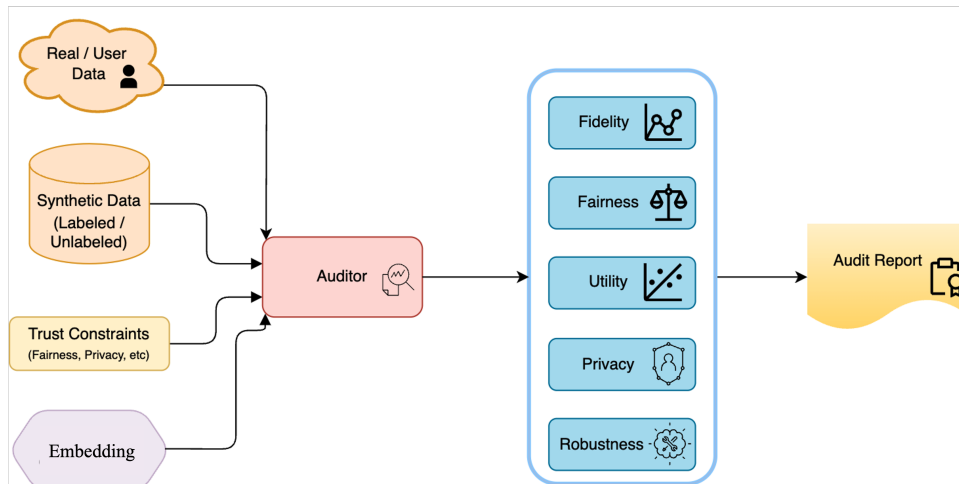 Real / User
Data
Synthetic Data
(Labeled /
Unlabeled)
Trust Constraints
(Fairness, Privacy, etc)
Embedding
Auditor
Fidelity
Fairness
Utility
Privacy
Robustness
Audit Report